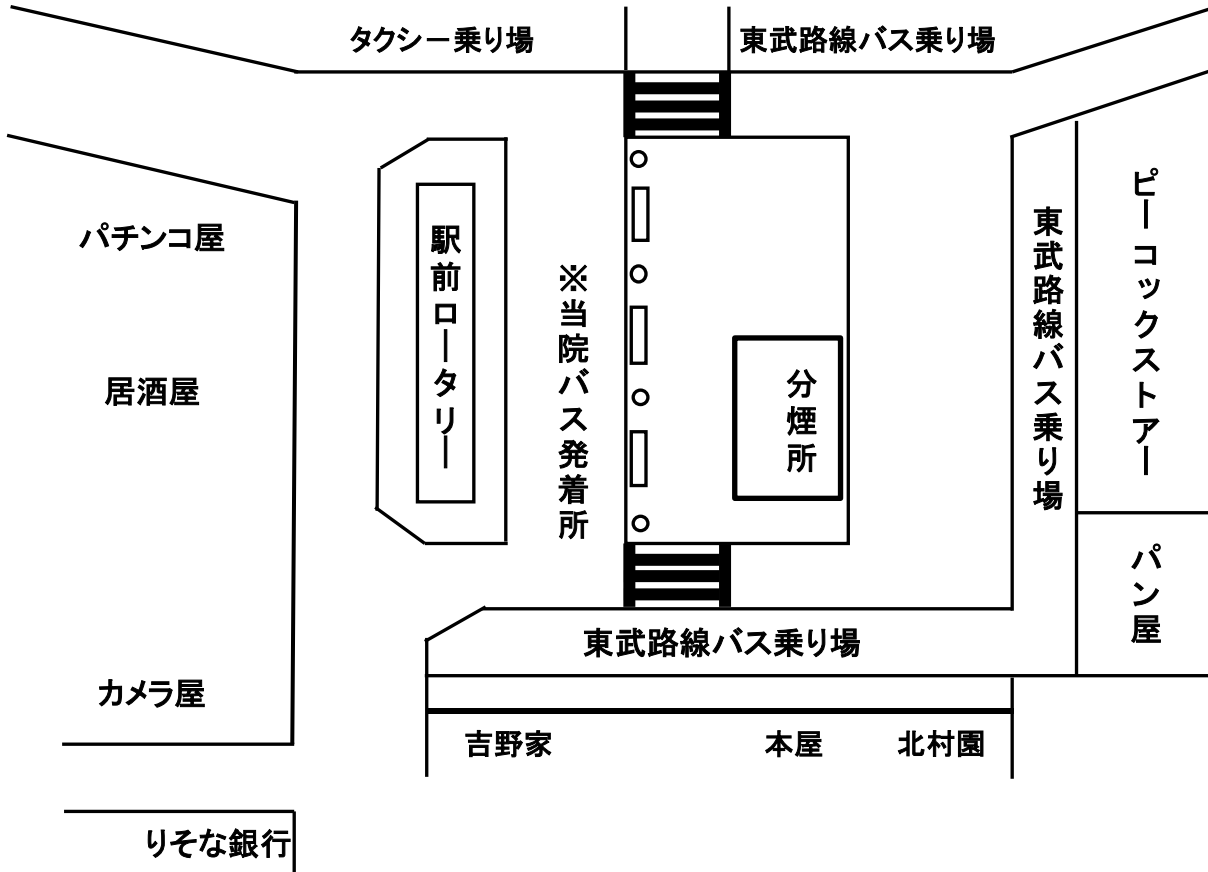 タクシー乗り場
東武路線バス乗り場
パチンコ屋
駅前ロータリー
※当院バス発着所
分煙所
東武路線バス乗り場
ピーコックストアー
居酒屋
パン屋
東武路線バス乗り場
カメラ屋
吉野家
本屋
北村園
りそな銀行